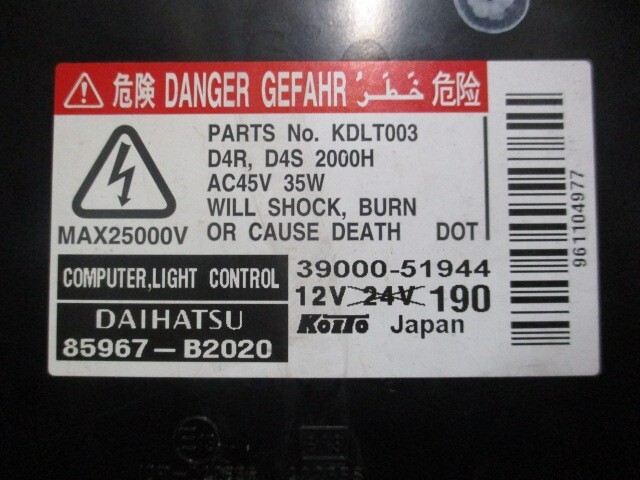 危険 DANGER GEFAHR خَطَرُ 危险
PARTS No. KDLT003
D4R, D4S 2000H
AC45V 35W
WILL SHOCK, BURN
OR CAUSE DEATH DOT
MAX25000V
961104977
COMPUTER,LIGHT CONTROL
DAIHATSU
85967-B2020
39000-51944
12V 24V 190
KOITO Japan